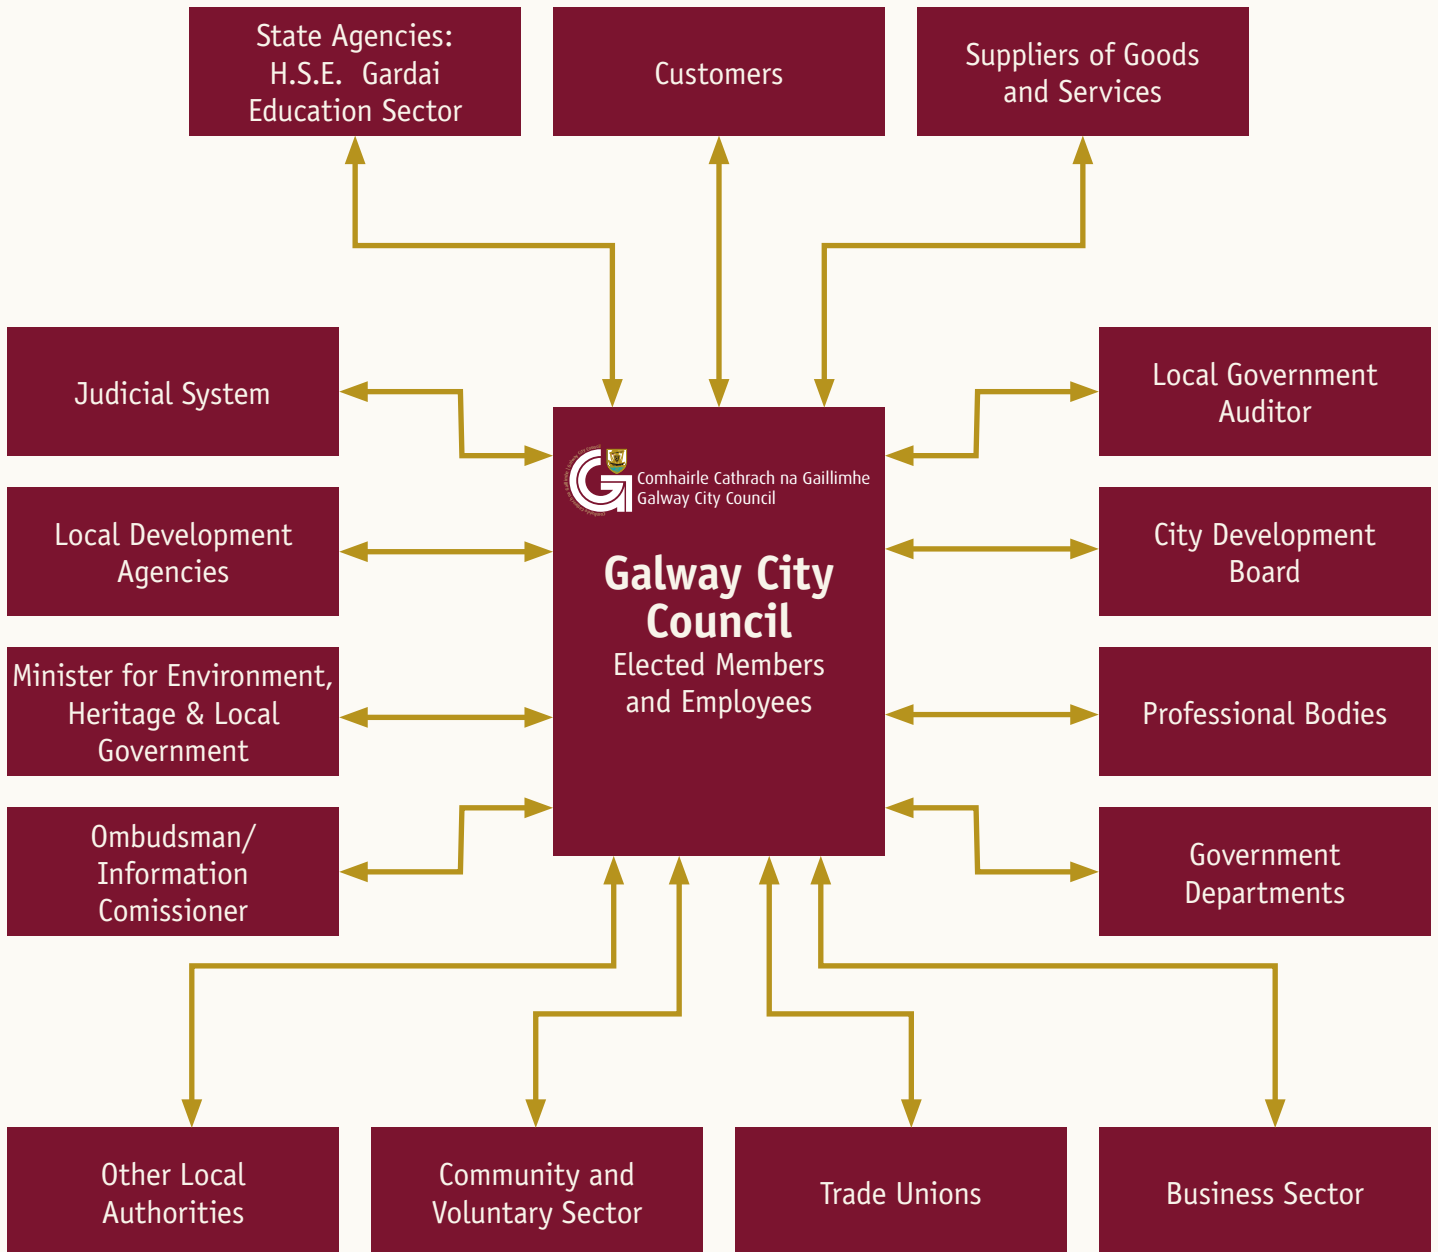 State Agencies:
H.S.E. Gardai
Education Sector
Customers
Suppliers of Goods
and Services
Judicial System
Local Government
Auditor
Comhairle Cathrach na Gaillimhe
Galway City Council
Local Development
Agencies
Galway City
Council
Elected Members
and Employees
City Development
Board
Minister for Environment,
Heritage & Local
Government
Professional Bodies
Ombudsman/
Information
Comissioner
Government
Departments
Other Local
Authorities
Community and
Voluntary Sector
Trade Unions
Business Sector